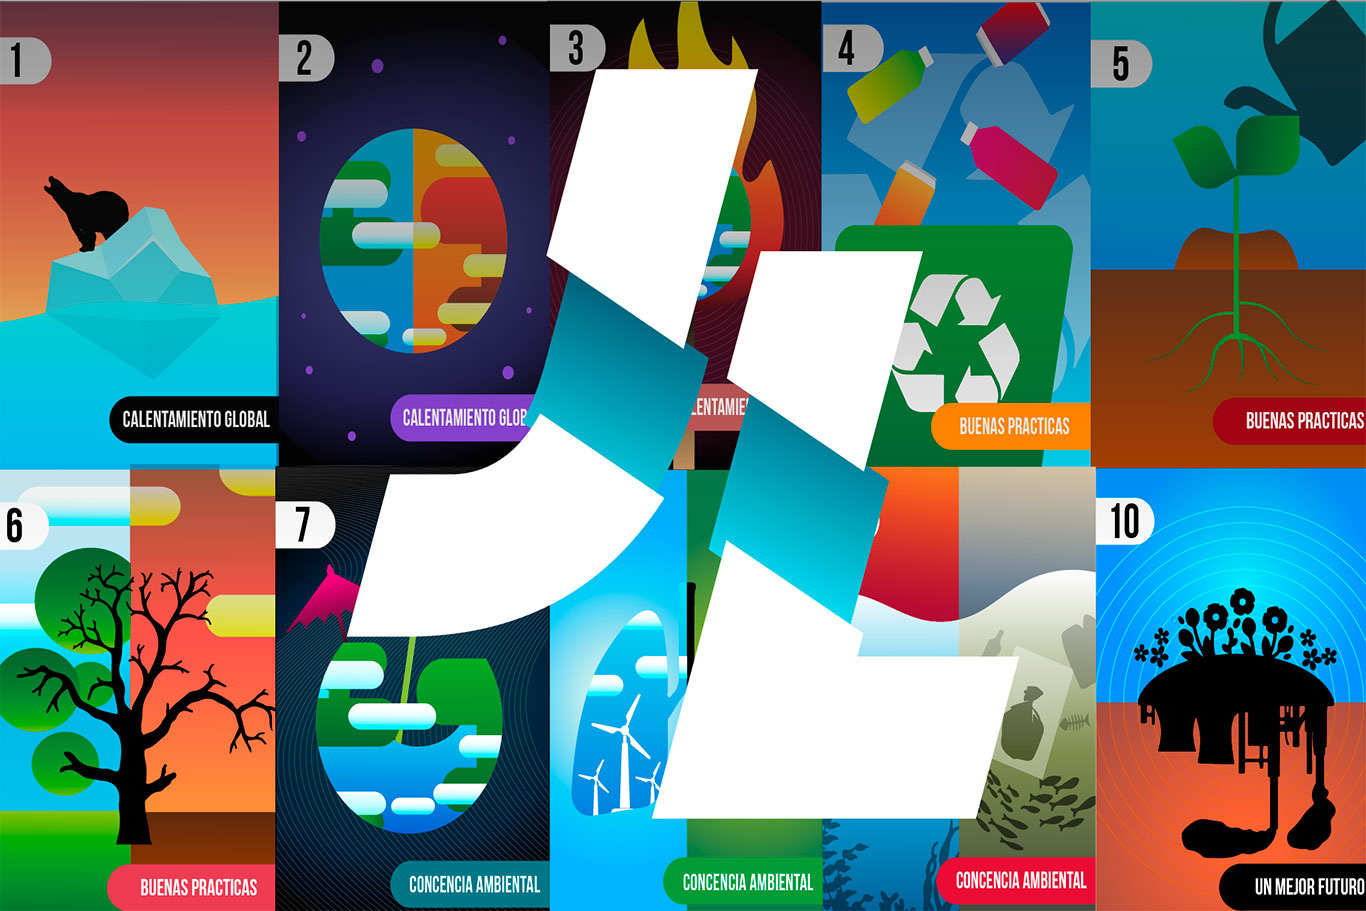 1
2
3
4
5
CALENTAMIENTO GLOBAL
CALENTAMIENTO
BUENAS PRACTICAS
BUENAS PRACTICAS
6
7
10
BUENAS PRACTICAS
CONCENCIA AMBIENTAL
CONCENCIA AMBIENTAL
CONCENCIA AMBIENTAL
UN MEJOR FUTURO